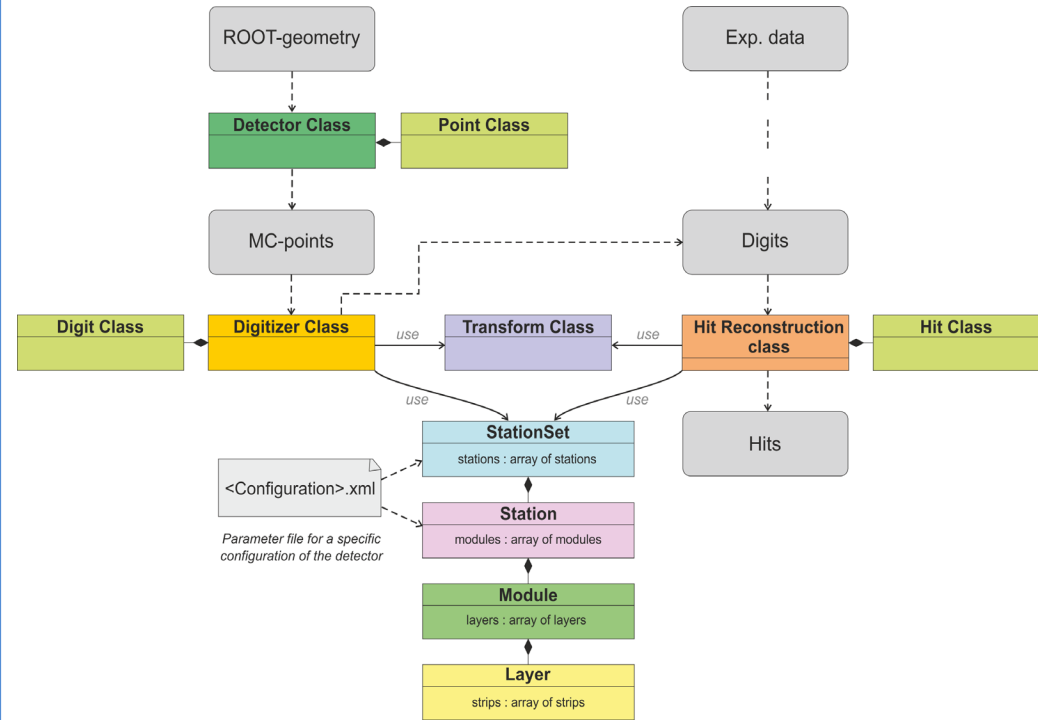 ROOT-geometry
Exp. data
Detector Class
Point Class
MC-points
Digits
Digit Class
Digitizer Class
use
Transform Class
use
Hit Reconstruction
class
Hit Class
use
use
StationSet
stations : array of stations
Hits
<Configuration>.xml
Parameter file for a specific
configuration of the detector
Station
modules : array of modules
Module
layers : array of layers
Layer
strips : array of strips